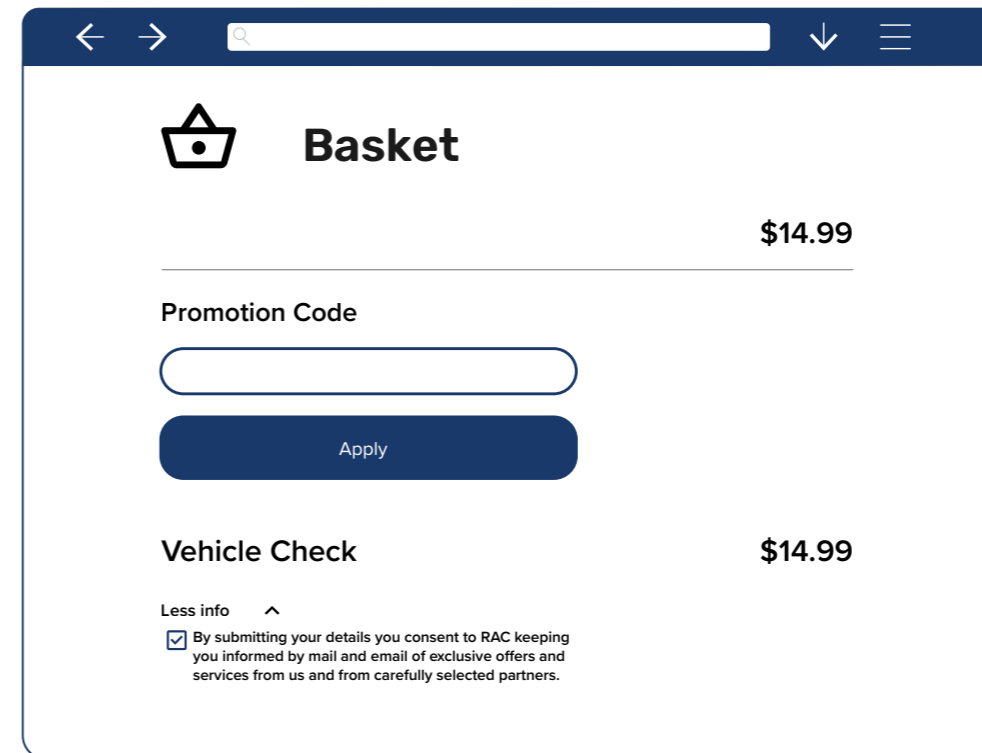 Basket
$14.99
Promotion Code
Apply
Vehicle Check $14.99
Less info
By submitting your details you consent to RAC keeping
you informed by mail and email of exclusive offers and
services from us and from carefully selected partners.